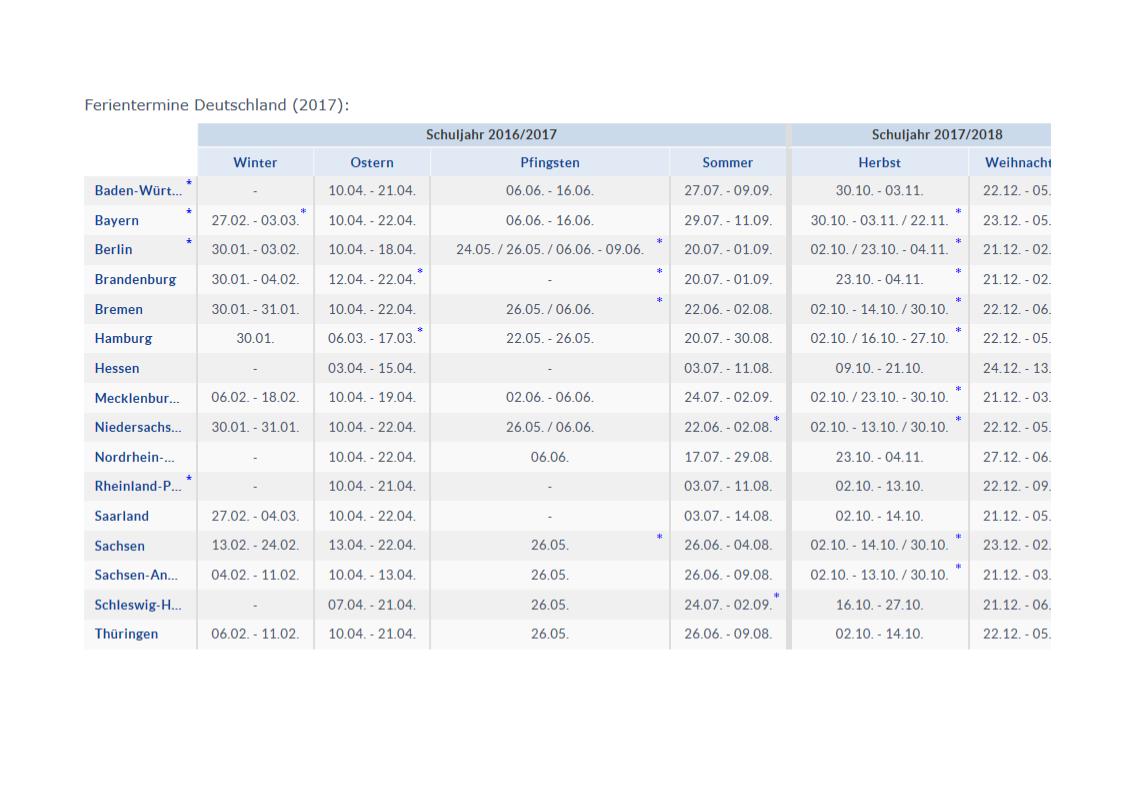 Ferientermine Deutschland (2017):
Schuljahr 2016/2017 Schuljahr 2017/2018
Winter Ostern Pfingsten Sommer Herbst Weihnacht
Baden-Würt... * - 10.04. - 21.04. 06.06. - 16.06. 27.07. - 09.09. 30.10. - 03.11. 22.12. - 05.
Bayern * 27.02. - 03.03.* 10.04. - 22.04. 06.06. - 16.06. 29.07. - 11.09. 30.10. - 03.11. / 22.11. * 23.12. - 05.
Berlin * 30.01. - 03.02. 10.04. - 18.04. 24.05. / 26.05. / 06.06. - 09.06. * 20.07. - 01.09. 02.10. / 23.10. - 04.11. * 21.12. - 02.
Brandenburg 30.01. - 04.02. 12.04. - 22.04.* - * 20.07. - 01.09. 23.10. - 04.11. * 21.12. - 02.
Bremen 30.01. - 31.01. 10.04. - 22.04. 26.05. / 06.06. * 22.06. - 02.08. 02.10. - 14.10. / 30.10. * 22.12. - 06.
Hamburg 30.01. 06.03. - 17.03.* 22.05. - 26.05. 20.07. - 30.08. 02.10. / 16.10. - 27.10. * 22.12. - 05.
Hessen - 03.04. - 15.04. - 03.07. - 11.08. 09.10. - 21.10. 24.12. - 13.
Mecklenbur... 06.02. - 18.02. 10.04. - 19.04. 02.06. - 06.06. 24.07. - 02.09. 02.10. / 23.10. - 30.10. * 21.12. - 03.
Niedersachs... 30.01. - 31.01. 10.04. - 22.04. 26.05. / 06.06. 22.06. - 02.08.* 02.10. - 13.10. / 30.10. * 22.12. - 05.
Nordrhein-... - 10.04. - 22.04. 06.06. 17.07. - 29.08. 23.10. - 04.11. 27.12. - 06.
Rheinland-P... * - 10.04. - 21.04. - 03.07. - 11.08. 02.10. - 13.10. 22.12. - 09.
Saarland 27.02. - 04.03. 10.04. - 22.04. - 03.07. - 14.08. 02.10. - 14.10. 21.12. - 05.
Sachsen 13.02. - 24.02. 13.04. - 22.04. 26.05. * 26.06. - 04.08. 02.10. - 14.10. / 30.10. * 23.12. - 02.
Sachsen-An... 04.02. - 11.02. 10.04. - 13.04. 26.05. 26.06. - 09.08. 02.10. - 13.10. / 30.10. * 21.12. - 03.
Schleswig-H... - 07.04. - 21.04. 26.05. 24.07. - 02.09.* 16.10. - 27.10. 21.12. - 06.
Thüringen 06.02. - 11.02. 10.04. - 21.04. 26.05. 26.06. - 09.08. 02.10. - 14.10. 22.12. - 05.